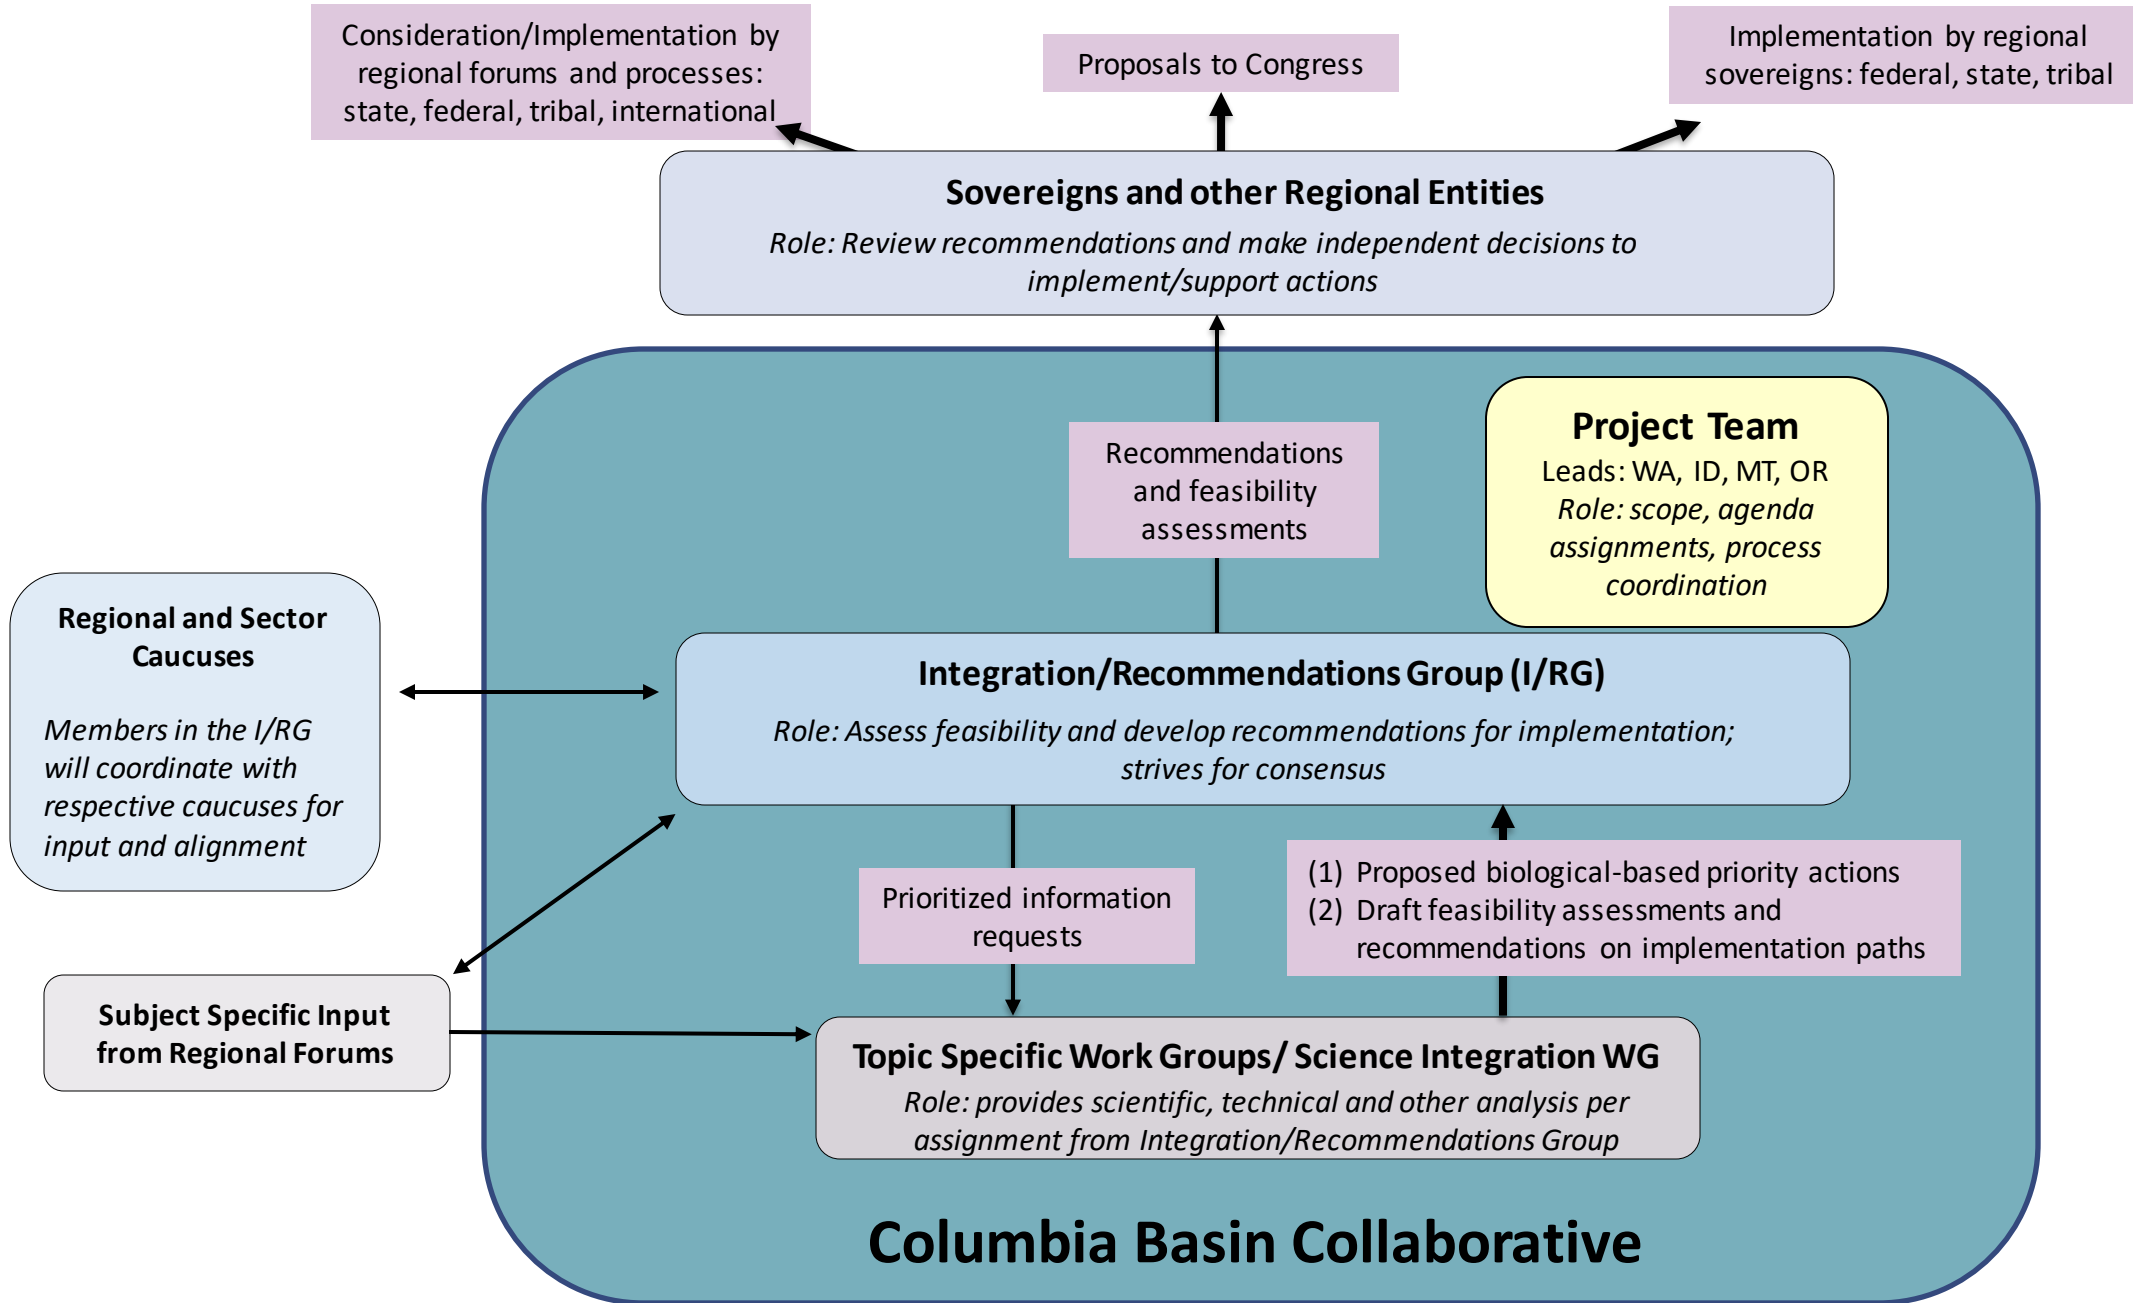 Consideration/Implementation by
regional forums and processes:
state, federal, tribal, international
Proposals to Congress
Implementation by regional
sovereigns: federal, state, tribal
Sovereigns and other Regional Entities
Role: Review recommendations and make independent decisions to
implement/support actions
Recommendations
and feasibility
assessments
Project Team
Leads: WA, ID, MT, OR
Role: scope, agenda
assignments, process
coordination
Regional and Sector
Caucuses
Members in the I/RG
will coordinate with
respective caucuses for
input and alignment
Integration/Recommendations Group (I/RG)
Role: Assess feasibility and develop recommendations for implementation;
strives for consensus
Prioritized information
requests
(1) Proposed biological-based priority actions
(2) Draft feasibility assessments and
recommendations on implementation paths
Subject Specific Input
from Regional Forums
Topic Specific Work Groups/ Science Integration WG
Role: provides scientific, technical and other analysis per
assignment from Integration/Recommendations Group
Columbia Basin Collaborative